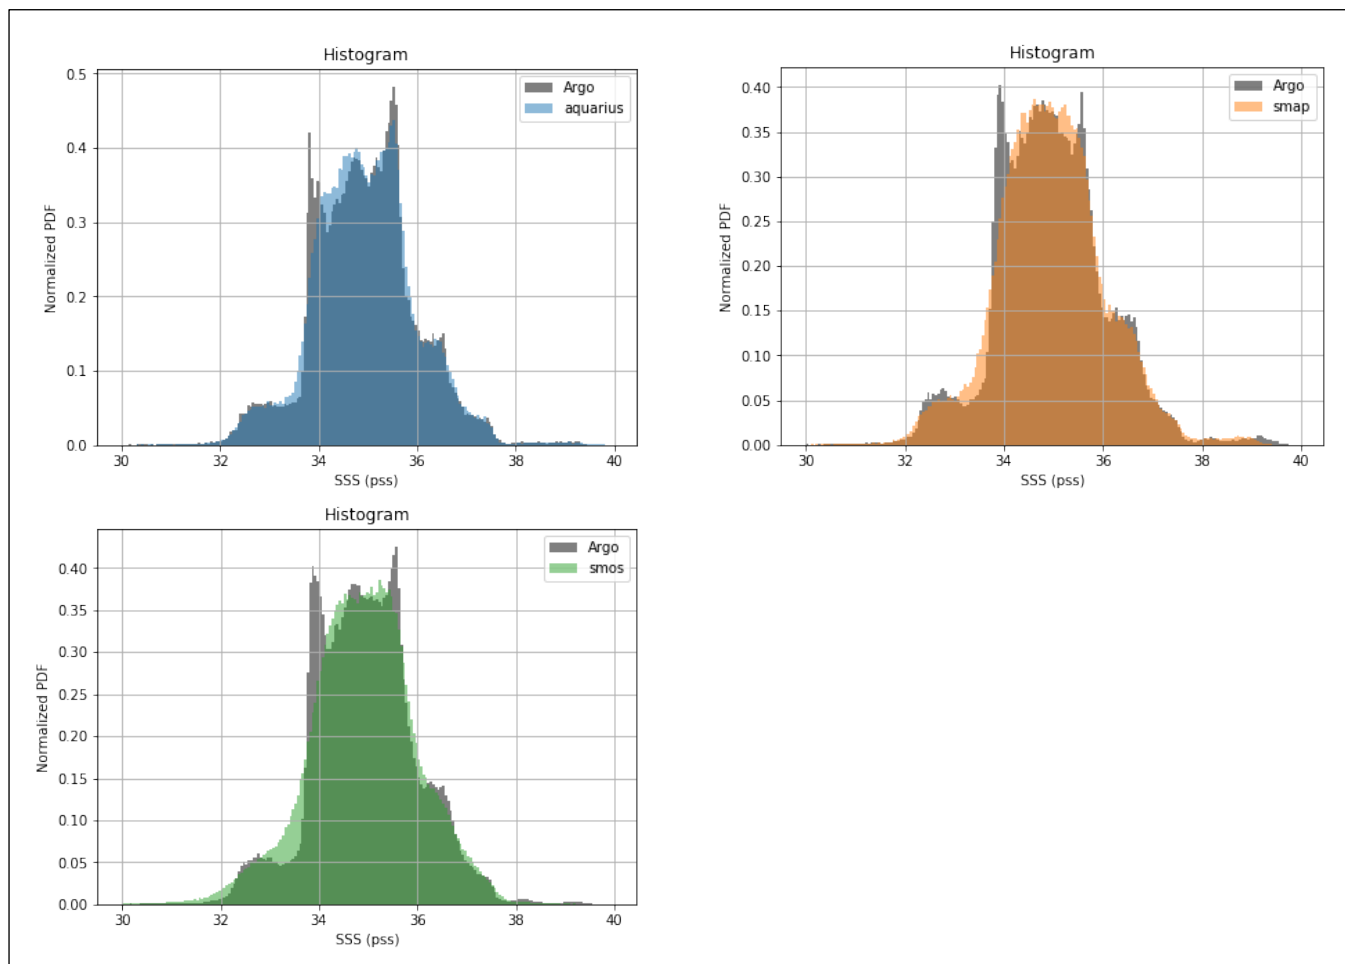 Histogram
Argo
aquarius
Normalized PDF
0.5
0.4
0.3
0.2
0.1
0.0
30 32 34 36 38 40
SSS (pss)
Histogram
Argo
smap
Normalized PDF
0.40
0.35
0.30
0.25
0.20
0.15
0.10
0.05
0.00
30 32 34 36 38 40
SSS (pss)
Histogram
Argo
smos
Normalized PDF
0.40
0.35
0.30
0.25
0.20
0.15
0.10
0.05
0.00
30 32 34 36 38 40
SSS (pss)